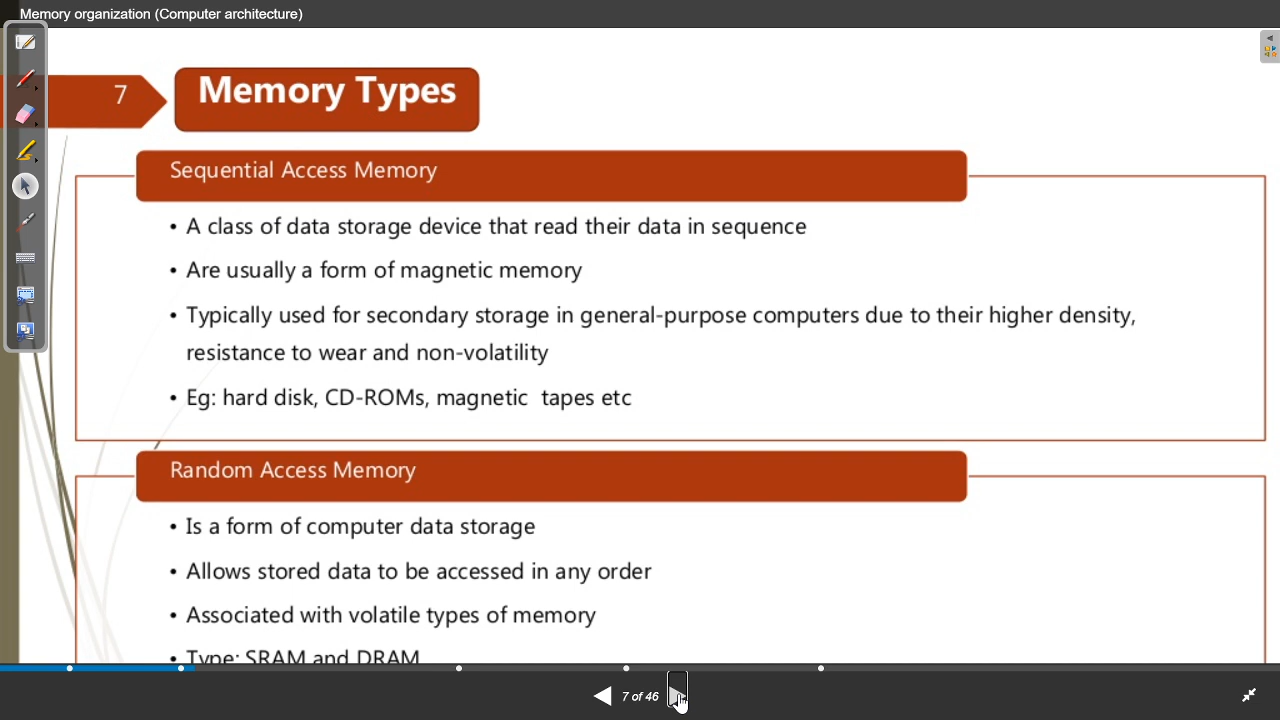 Memory organization (Computer architecture)
7
Memory Types
Sequential Access Memory
• A class of data storage device that read their data in sequence
• Are usually a form of magnetic memory
• Typically used for secondary storage in general-purpose computers due to their higher density,
resistance to wear and non-volatility
• Eg: hard disk, CD-ROMs, magnetic tapes etc
Random Access Memory
• Is a form of computer data storage
• Allows stored data to be accessed in any order
• Associated with volatile types of memory
• Type: SRAM and DRAM
7 of 46